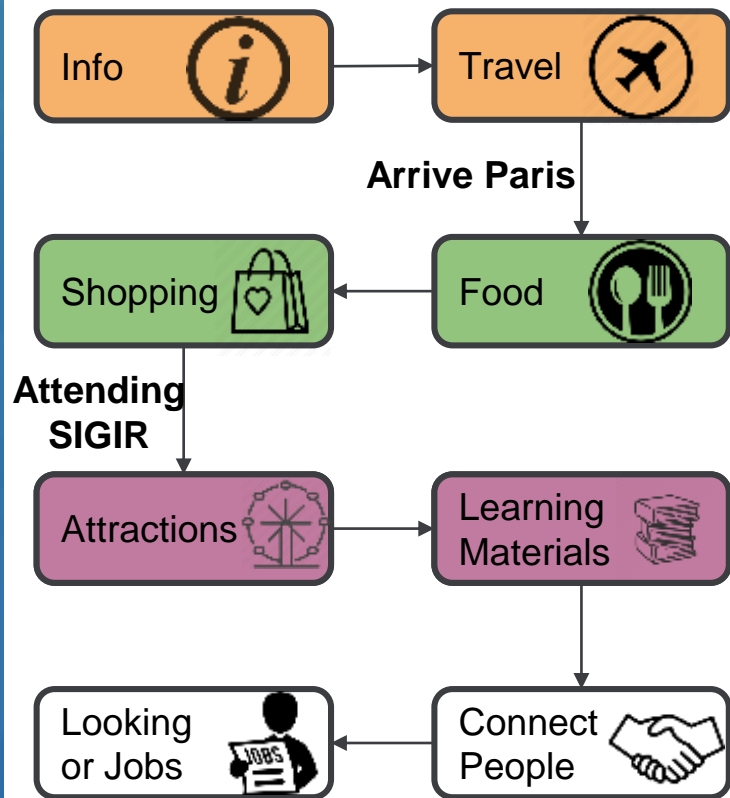 Info
Travel
Arrive Paris
Shopping
Food
Attending
SIGIR
Attractions
Learning
Materials
Looking
or Jobs
JOBS
Connect
People